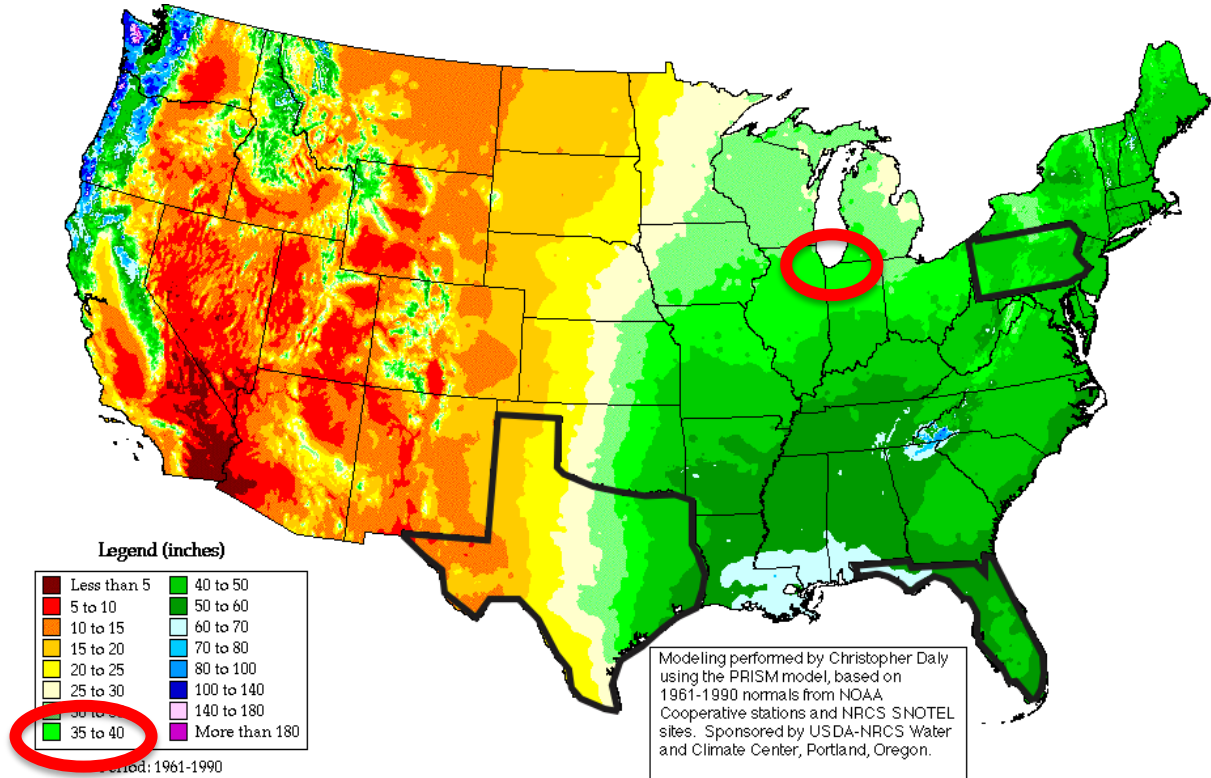 Legend (inches)
Less than 5
5 to 10
10 to 15
15 to 20
20 to 25
25 to 30
35 to 40
40 to 50
50 to 60
60 to 70
70 to 80
80 to 100
100 to 140
140 to 180
More than 180
1961-1990
Modeling performed by Christopher Daly
using the PRISM model, based on
1961-1990 normals from NOAA
Cooperative stations and NRCS SNOTEL
sites. Sponsored by USDA-NRCS Water
and Climate Center, Portland, Oregon.